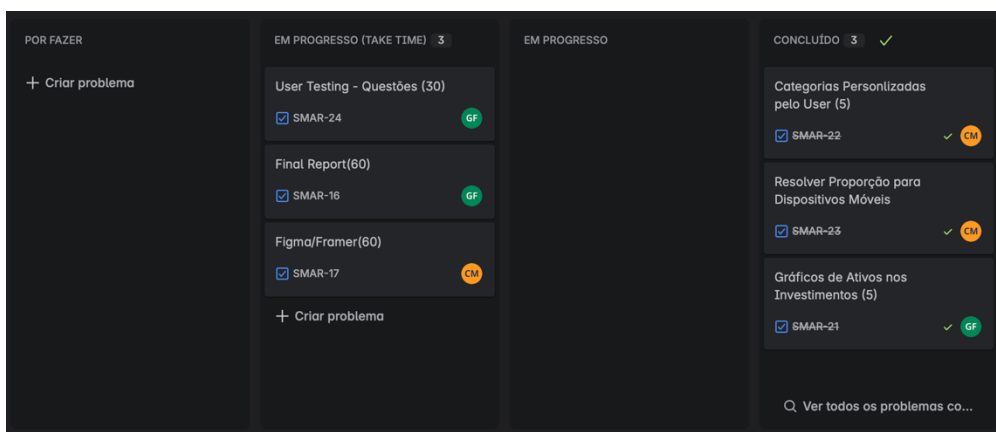 POR FAZER
+ Criar problema
EM PROGRESSO (TAKE TIME) 3
User Testing - Questões (30)
SMAR-24
GF
Final Report(60)
SMAR-16
GF
Figma/Framer(60)
SMAR-17
CM
+ Criar problema
EM PROGRESSO
CONCLUÍDO 3
Categorias Personlizadas
pelo User (5)
SMAR-22
CM
Resolver Proporção para
Dispositivos Móveis
SMAR-23
CM
Gráficos de Ativos nos
Investimentos (5)
SMAR-21
GF
Ver todos os problemas co...